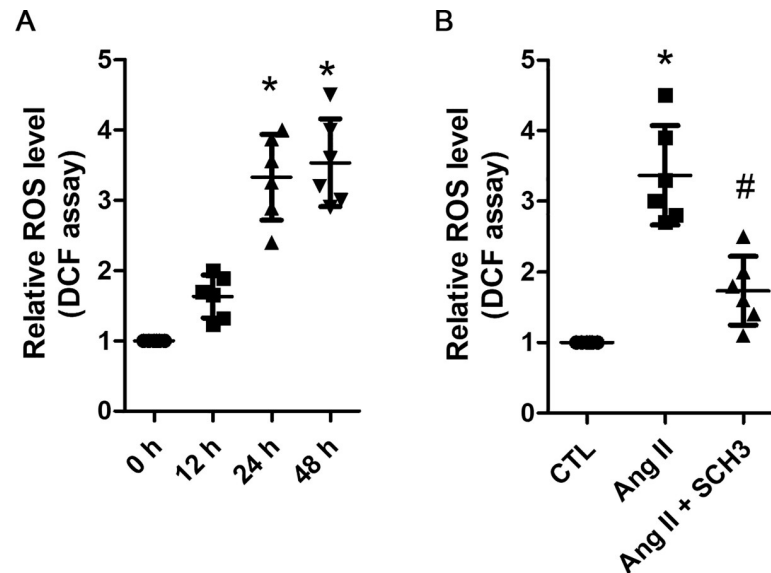 A
Relative ROS level
(DCF assay)
5
4
3
2
1
0
*
*
0 h
12 h
24 h
48 h
B
Relative ROS level
(DCF assay)
5
4
3
2
1
0
*
#
CTL
Ang II
Ang II + SCH3